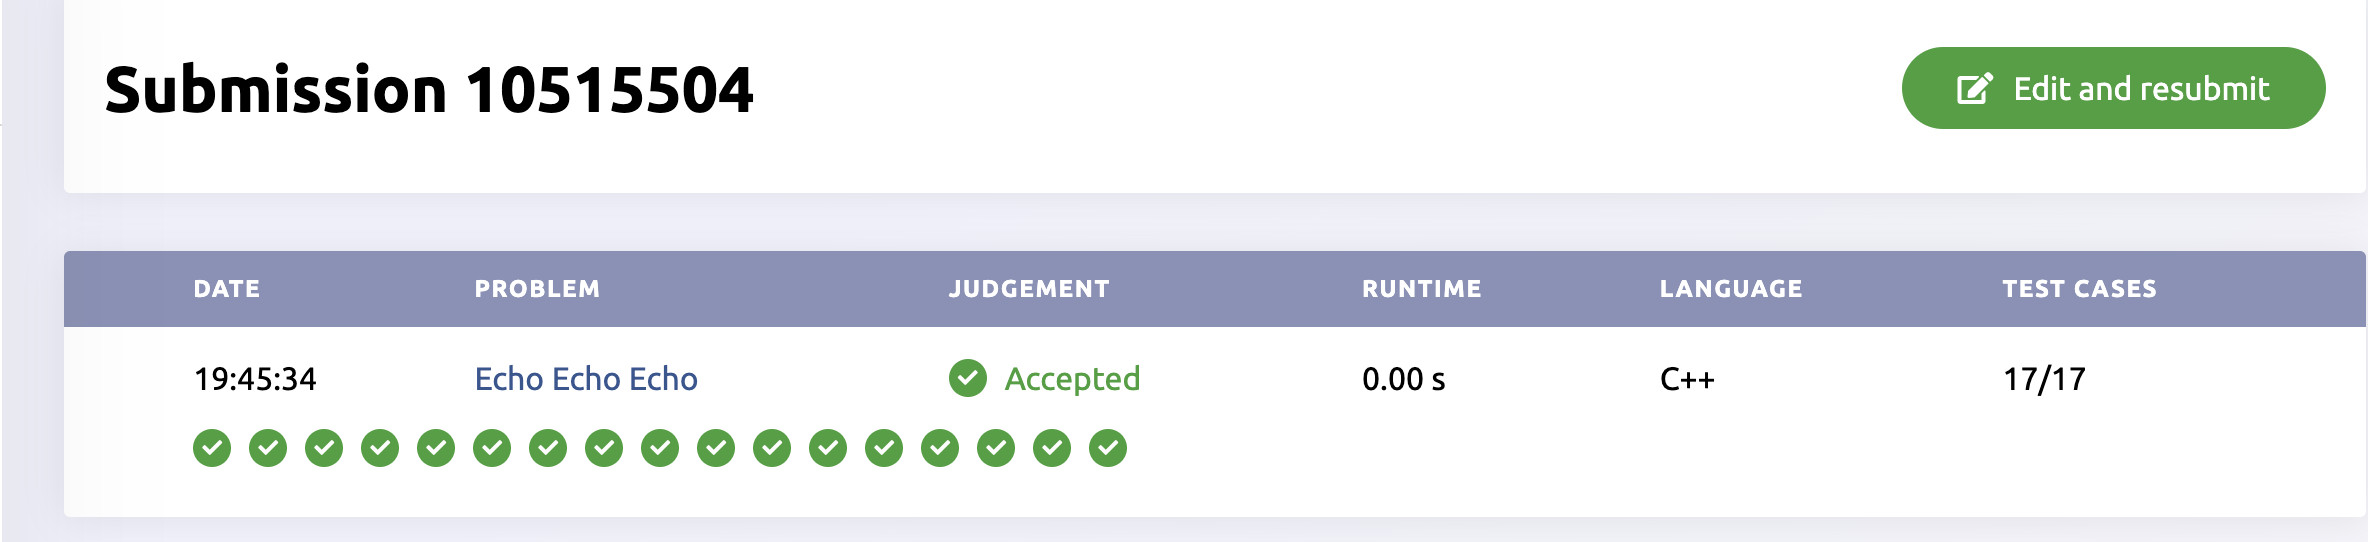 Submission 10515504
Edit and resubmit
DATE PROBLEM JUDGEMENT RUNTIME LANGUAGE TEST CASES
19:45:34 Echo Echo Echo Accepted 0.00 s C++ 17/17